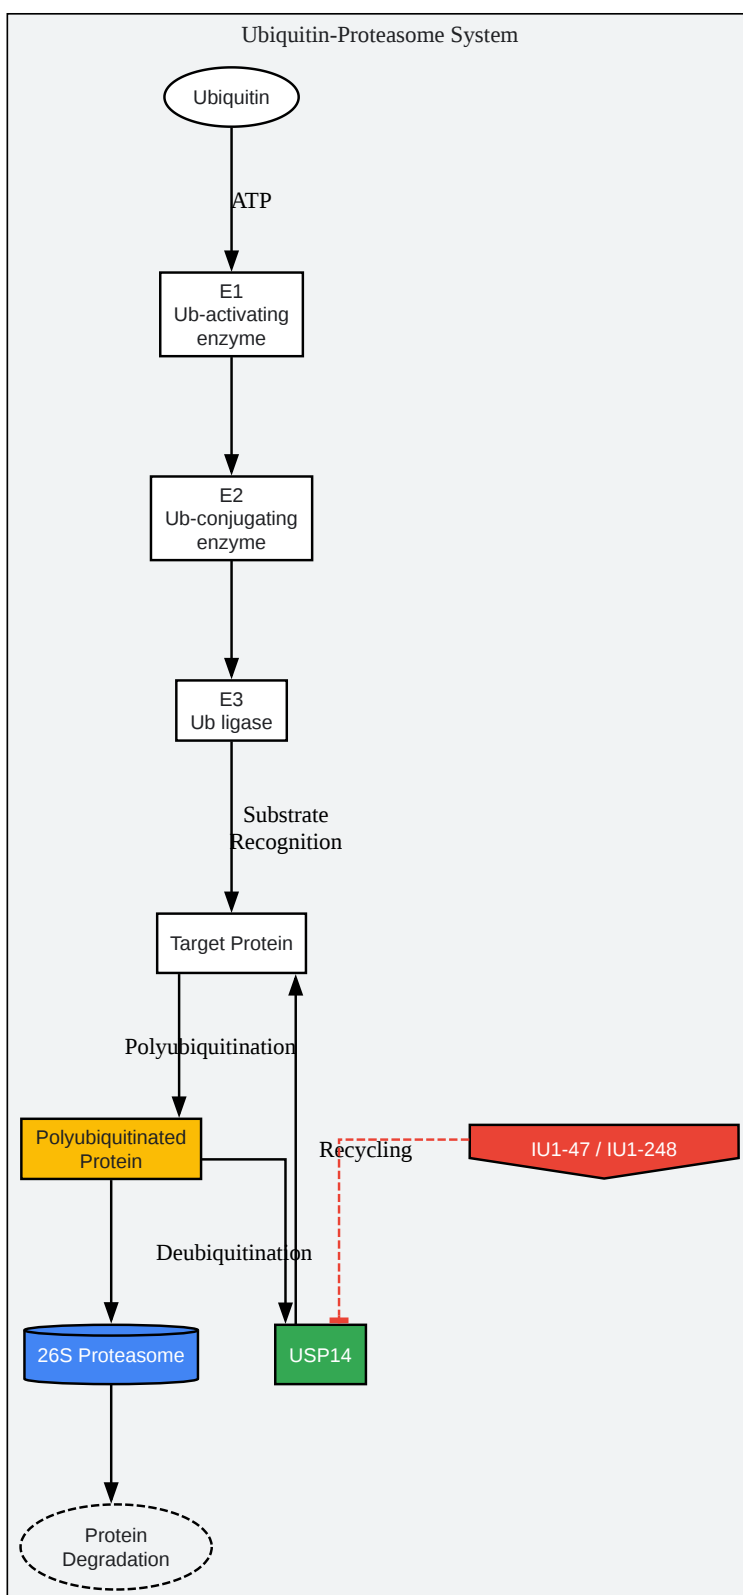 Ubiquitin-Proteasome System
Ubiquitin
ATP
E1
Ub-activating
enzyme
E2
Ub-conjugating
enzyme
E3
Ub ligase
Substrate
Recognition
Target Protein
Polyubiquitination
Polyubiquitinated
Protein
Recycling
IU1-47 / IU1-248
Deubiquitination
26S Proteasome
USP14
Protein
Degradation